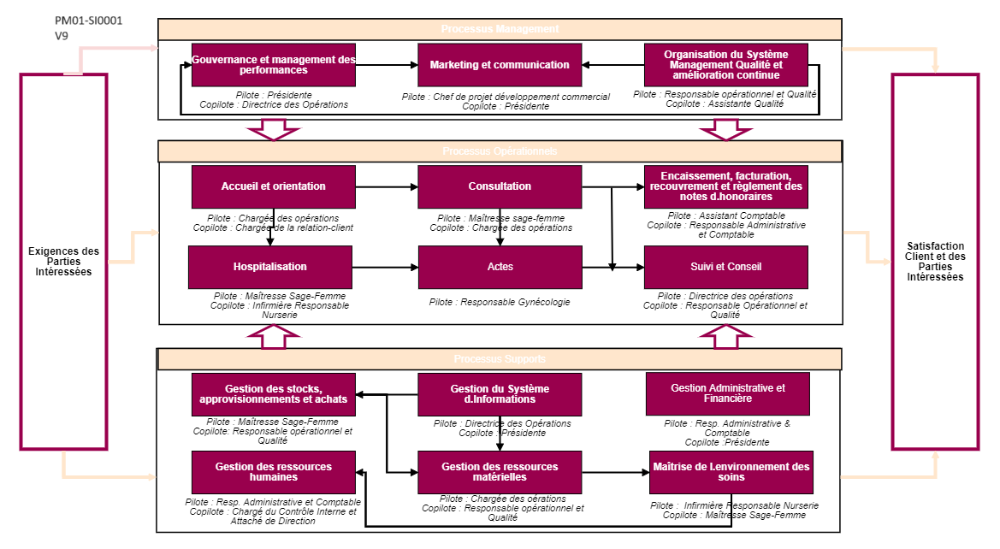 PM01-SI0001
V9
Processus Management
Gouvernance et management des
performances
Pilote : Présidente
Copilote : Directrice des Opérations
Marketing et communication
Pilote : Chef de projet développement commercial
Copilote : Présidente
Organisation du Système
Management Qualité et
amélioration continue
Pilote : Responsable opérationnel et Qualité
Copilote : Assistante Qualité
Exigences des
Parties
Intéressées
Processus Opérationnels
Accueil et orientation
Pilote : Chargée des opérations
Copilote : Chargée de la relation-client
Consultation
Pilote : Maîtresse sage-femme
Copilote : Chargée des opérations
Encaissement, facturation,
recouvrement et règlement des
notes d.honoraires
Pilote : Assistant Comptable
Copilote : Responsable Administrative
et Comptable
Hospitalisation
Pilote : Maîtresse Sage-Femme
Copilote : Infirmière Responsable
Nurserie
Actes
Pilote : Responsable Gynécologie
Suivi et Conseil
Pilote : Directrice des opérations
Copilote : Responsable Opérationnel et
Qualité
Satisfaction
Client et des
Parties
Intéressées
Processus Supports
Gestion des stocks,
approvisionnements et achats
Pilote : Maîtresse Sage-Femme
Copilote: Responsable opérationnel et
Qualité
Gestion du Système
d.Informations
Pilote : Directrice des Opérations
Copilote : Présidente
Gestion Administrative et
Financière
Pilote : Resp. Administrative &
Comptable
Copilote :Présidente
Gestion des ressources
humaines
Pilote : Resp. Administrative et Comptable
Copilote : Chargé du Contrôle Interne et
Attaché de Direction
Gestion des ressources
matérielles
Pilote : Chargée des oérations
Copilote : Responsable opérationnel et
Qualité
Maîtrise de l.environnement des
soins
Pilote : Infirmière Responsable Nurserie
Copilote : Maîtresse Sage-Femme